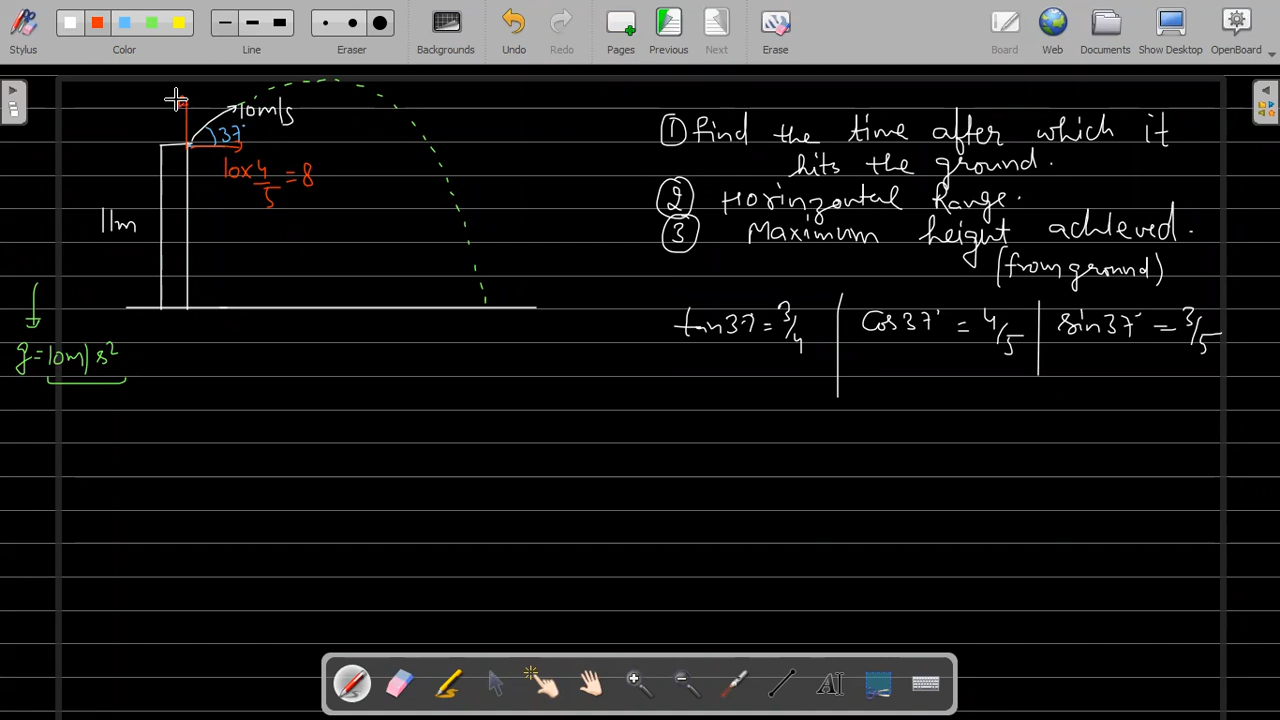 Stylus
Color
Line
Eraser
Backgrounds
Undo
Redo
Pages
Previous
Next
Erase
Board
Web
Documents
Show Desktop
OpenBoard
10m/s
37°
10x 4/5 = 8
11m
g=10m/s²
① find the time after which it
hits the ground.
② Horinzontal Range.
③ Maximum height achieved.
(from ground)
tan37 = 3/4 | cos37° = 4/5 | sin37° = 3/5